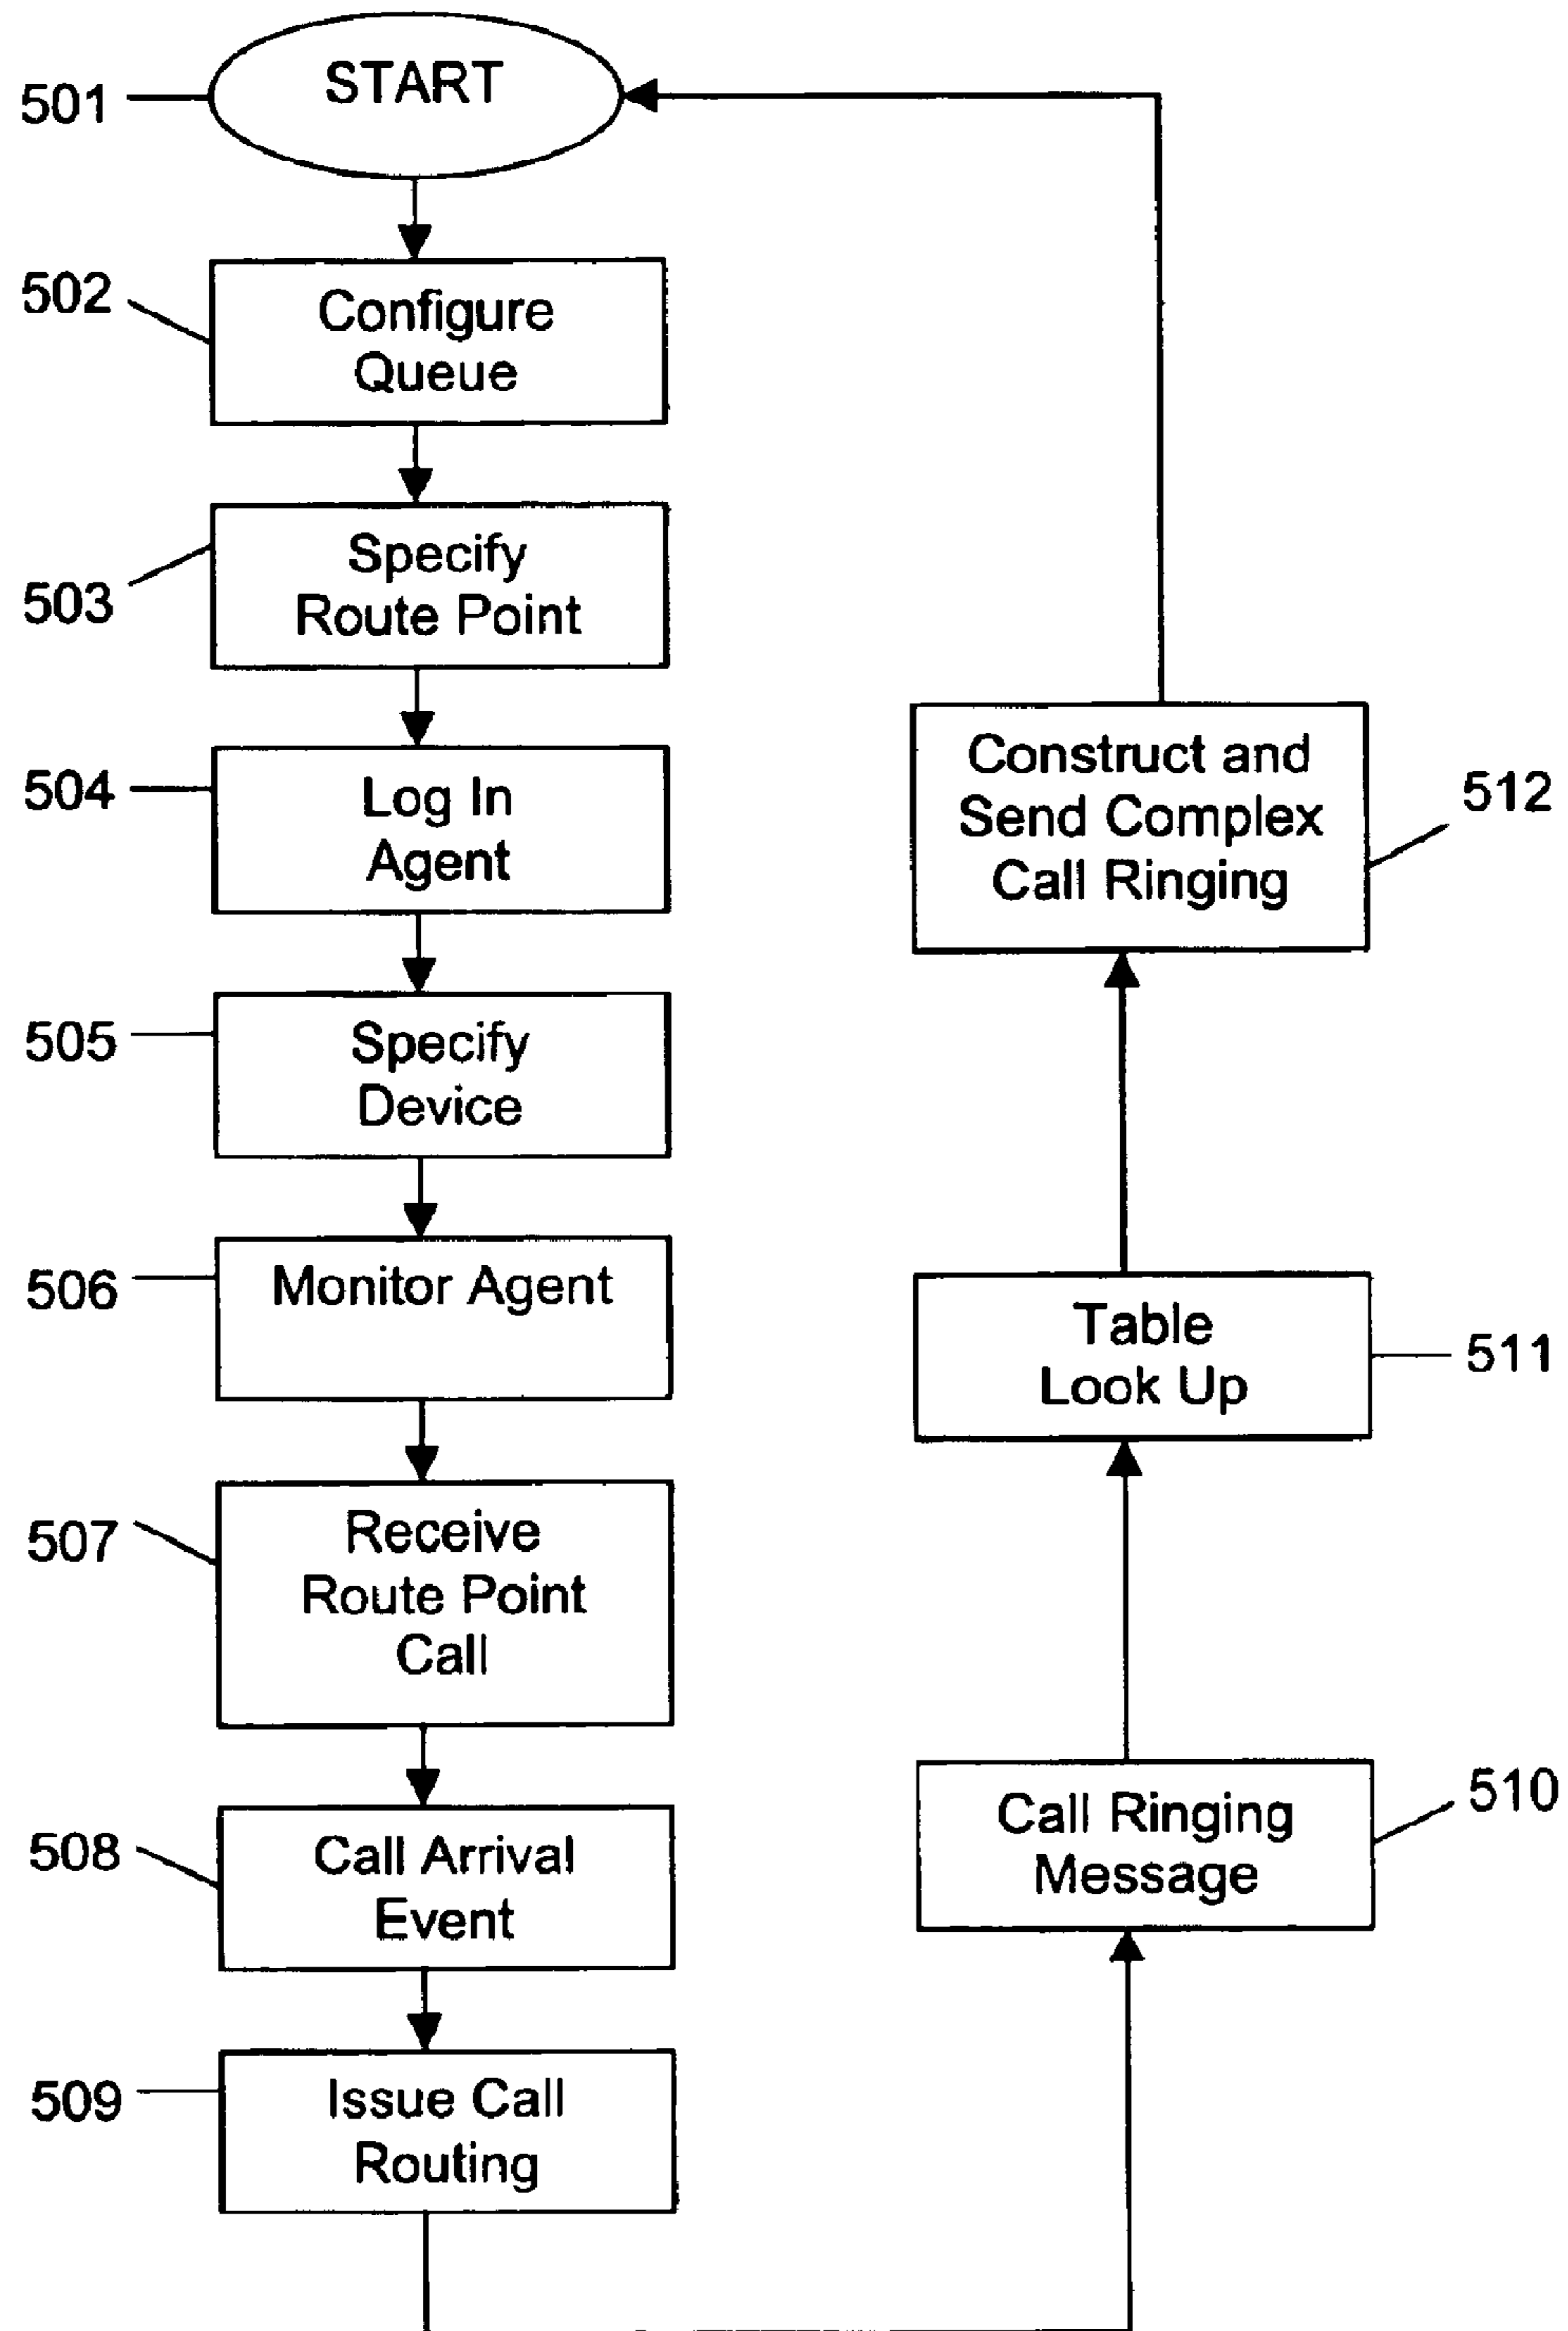 501
START
502
Configure
Queue
503
Specify
Route Point
504
Log In
Agent
505
Specify
Device
506
Monitor Agent
507
Receive
Route Point
Call
508
Call Arrival
Event
509
Issue Call
Routing
510
Call Ringing
Message
511
Table
Look Up
512
Construct and
Send Complex
Call Ringing